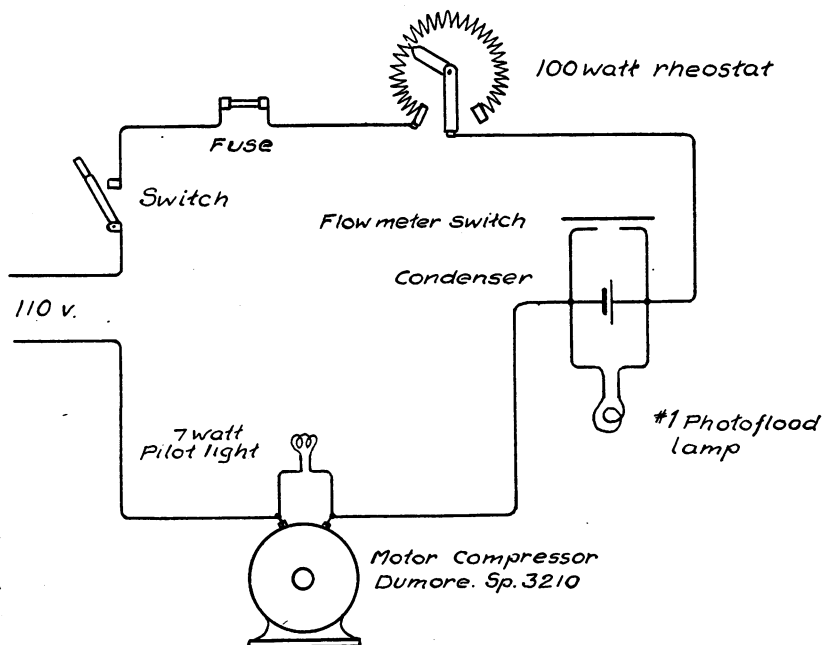 100 watt rheostat
Fuse
Switch
Flow meter switch
Condenser
110 v.
#1 Photoflood
lamp
7 watt
Pilot light
Motor Compressor
Dumore. Sp. 3210